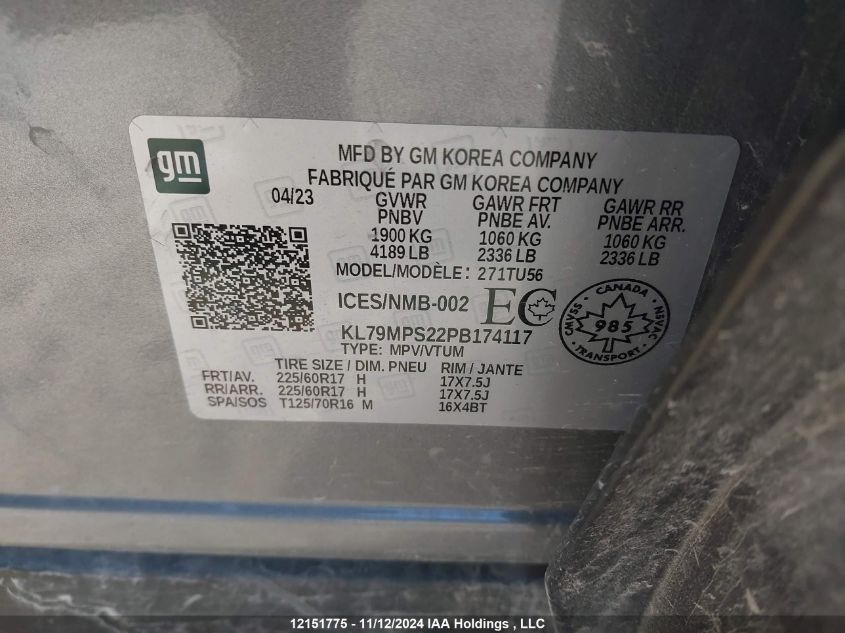 gm
MFD BY GM KOREA COMPANY
FABRIQUÉ PAR GM KOREA COMPANY
04/23
GVWR GAWR FRT GAWR RR
PNBV PNBE AV. PNBE ARR.
1900 KG 1060 KG 1060 KG
4189 LB 2336 LB 2336 LB
MODEL/MODÈLE: 271TU56
ICES/NMB-002 EC
KL79MPS22PB174117
TYPE: MPV/VTUM
CANADA
CMVSS 985 NSVAC
TRANSPORT
TIRE SIZE / DIM. PNEU RIM / JANTE
FRT/AV. 225/60R17 H 17X7.5J
RR/ARR. 225/60R17 H 17X7.5J
SPA/SOS T125/70R16 M 16X4BT
12151775 - 11/12/2024 IAA Holdings , LLC